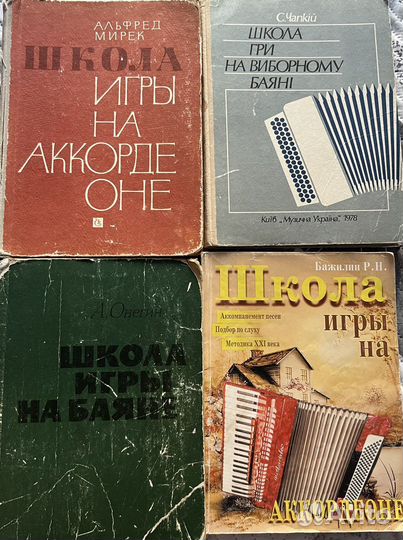 АЛЬФРЕД
МИРЕК
ШКОЛА
ИГРЫ
НА
АККОРДЕ
ОНЕ
С. Чапкій
ШКОЛА
ГРИ
НА ВИБОРНОМУ
БАЯНІ
Київ „Музична Україна" 1978
А. Онегин
ШКОЛА
ИГРЫ
НА БАЯНЕ
Бажилин Р.Н.
Школа
игры
на
Аккомпанемент песен
Подбор по слуху
Методика XXI века
АККОРДЕОНЕ